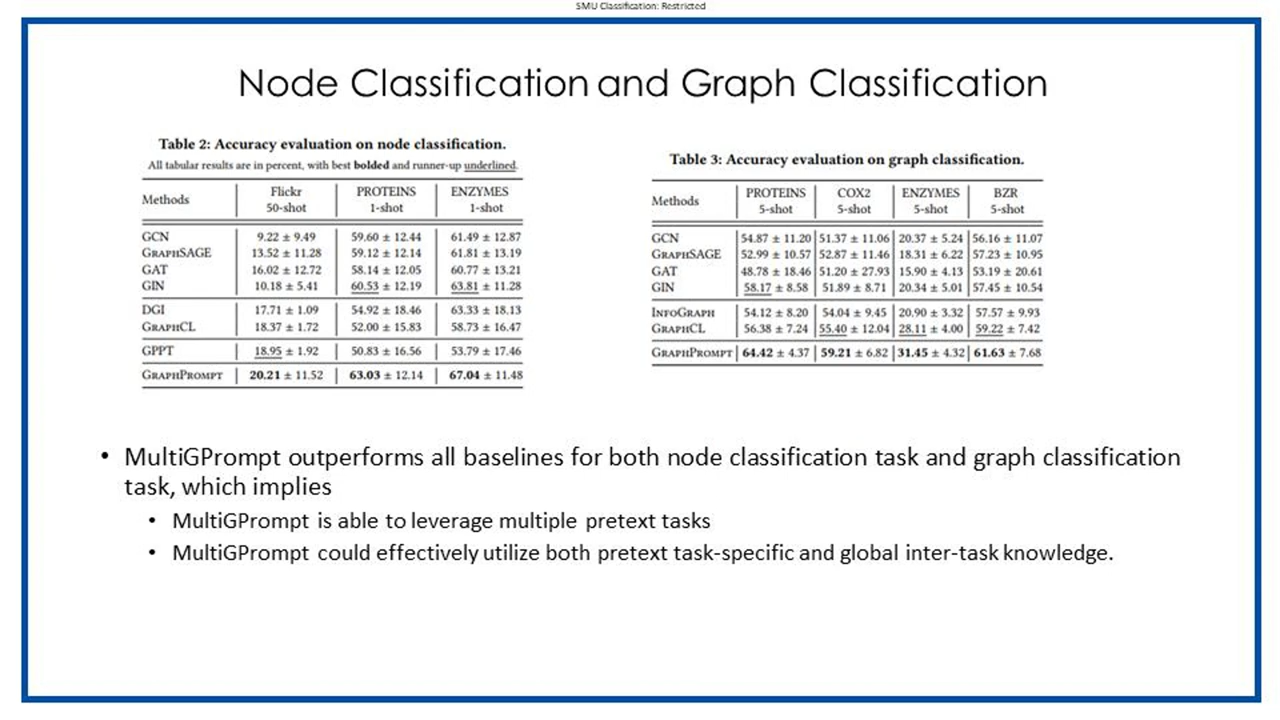 SMU Classification: Restricted
Node Classification and Graph Classification
Table 2: Accuracy evaluation on node classification.
All tabular results are in percent, with best bolded and runner-up underlined.
Methods | Flickr 50-shot | PROTEINS 1-shot | ENZYMES 1-shot
GCN | 9.22 ± 9.49 | 59.60 ± 12.44 | 61.49 ± 12.87
GRAPHSAGE | 13.52 ± 11.28 | 59.12 ± 12.14 | 61.81 ± 13.19
GAT | 16.02 ± 12.72 | 58.14 ± 12.05 | 60.77 ± 13.21
GIN | 10.18 ± 5.41 | 60.53 ± 12.19 | 63.81 ± 11.28
DGI | 17.71 ± 1.09 | 54.92 ± 18.46 | 63.33 ± 18.13
GRAPHCL | 18.37 ± 1.72 | 52.00 ± 15.83 | 58.73 ± 16.47
GPPT | 18.95 ± 1.92 | 50.83 ± 16.56 | 53.79 ± 17.46
GRAPHPROMPT | 20.21 ± 11.52 | 63.03 ± 12.14 | 67.04 ± 11.48
Table 3: Accuracy evaluation on graph classification.
Methods | PROTEINS 5-shot | COX2 5-shot | ENZYMES 5-shot | BZR 5-shot
GCN | 54.87 ± 11.20 | 51.37 ± 11.06 | 20.37 ± 5.24 | 56.16 ± 11.07
GRAPHSAGE | 52.99 ± 10.57 | 52.87 ± 11.46 | 18.31 ± 6.22 | 57.23 ± 10.95
GAT | 48.78 ± 18.46 | 51.20 ± 27.93 | 15.90 ± 4.13 | 53.19 ± 20.61
GIN | 58.17 ± 8.58 | 51.89 ± 8.71 | 20.34 ± 5.01 | 57.45 ± 10.54
INFOGRAPH | 54.12 ± 8.20 | 54.04 ± 9.45 | 20.90 ± 3.32 | 57.57 ± 9.93
GRAPHCL | 56.38 ± 7.24 | 55.40 ± 12.04 | 28.11 ± 4.00 | 59.22 ± 7.42
GRAPHPROMPT | 64.42 ± 4.37 | 59.21 ± 6.82 | 31.45 ± 4.32 | 61.63 ± 7.68
• MultiGPrompt outperforms all baselines for both node classification task and graph classification
task, which implies
• MultiGPrompt is able to leverage multiple pretext tasks
• MultiGPrompt could effectively utilize both pretext task-specific and global inter-task knowledge.